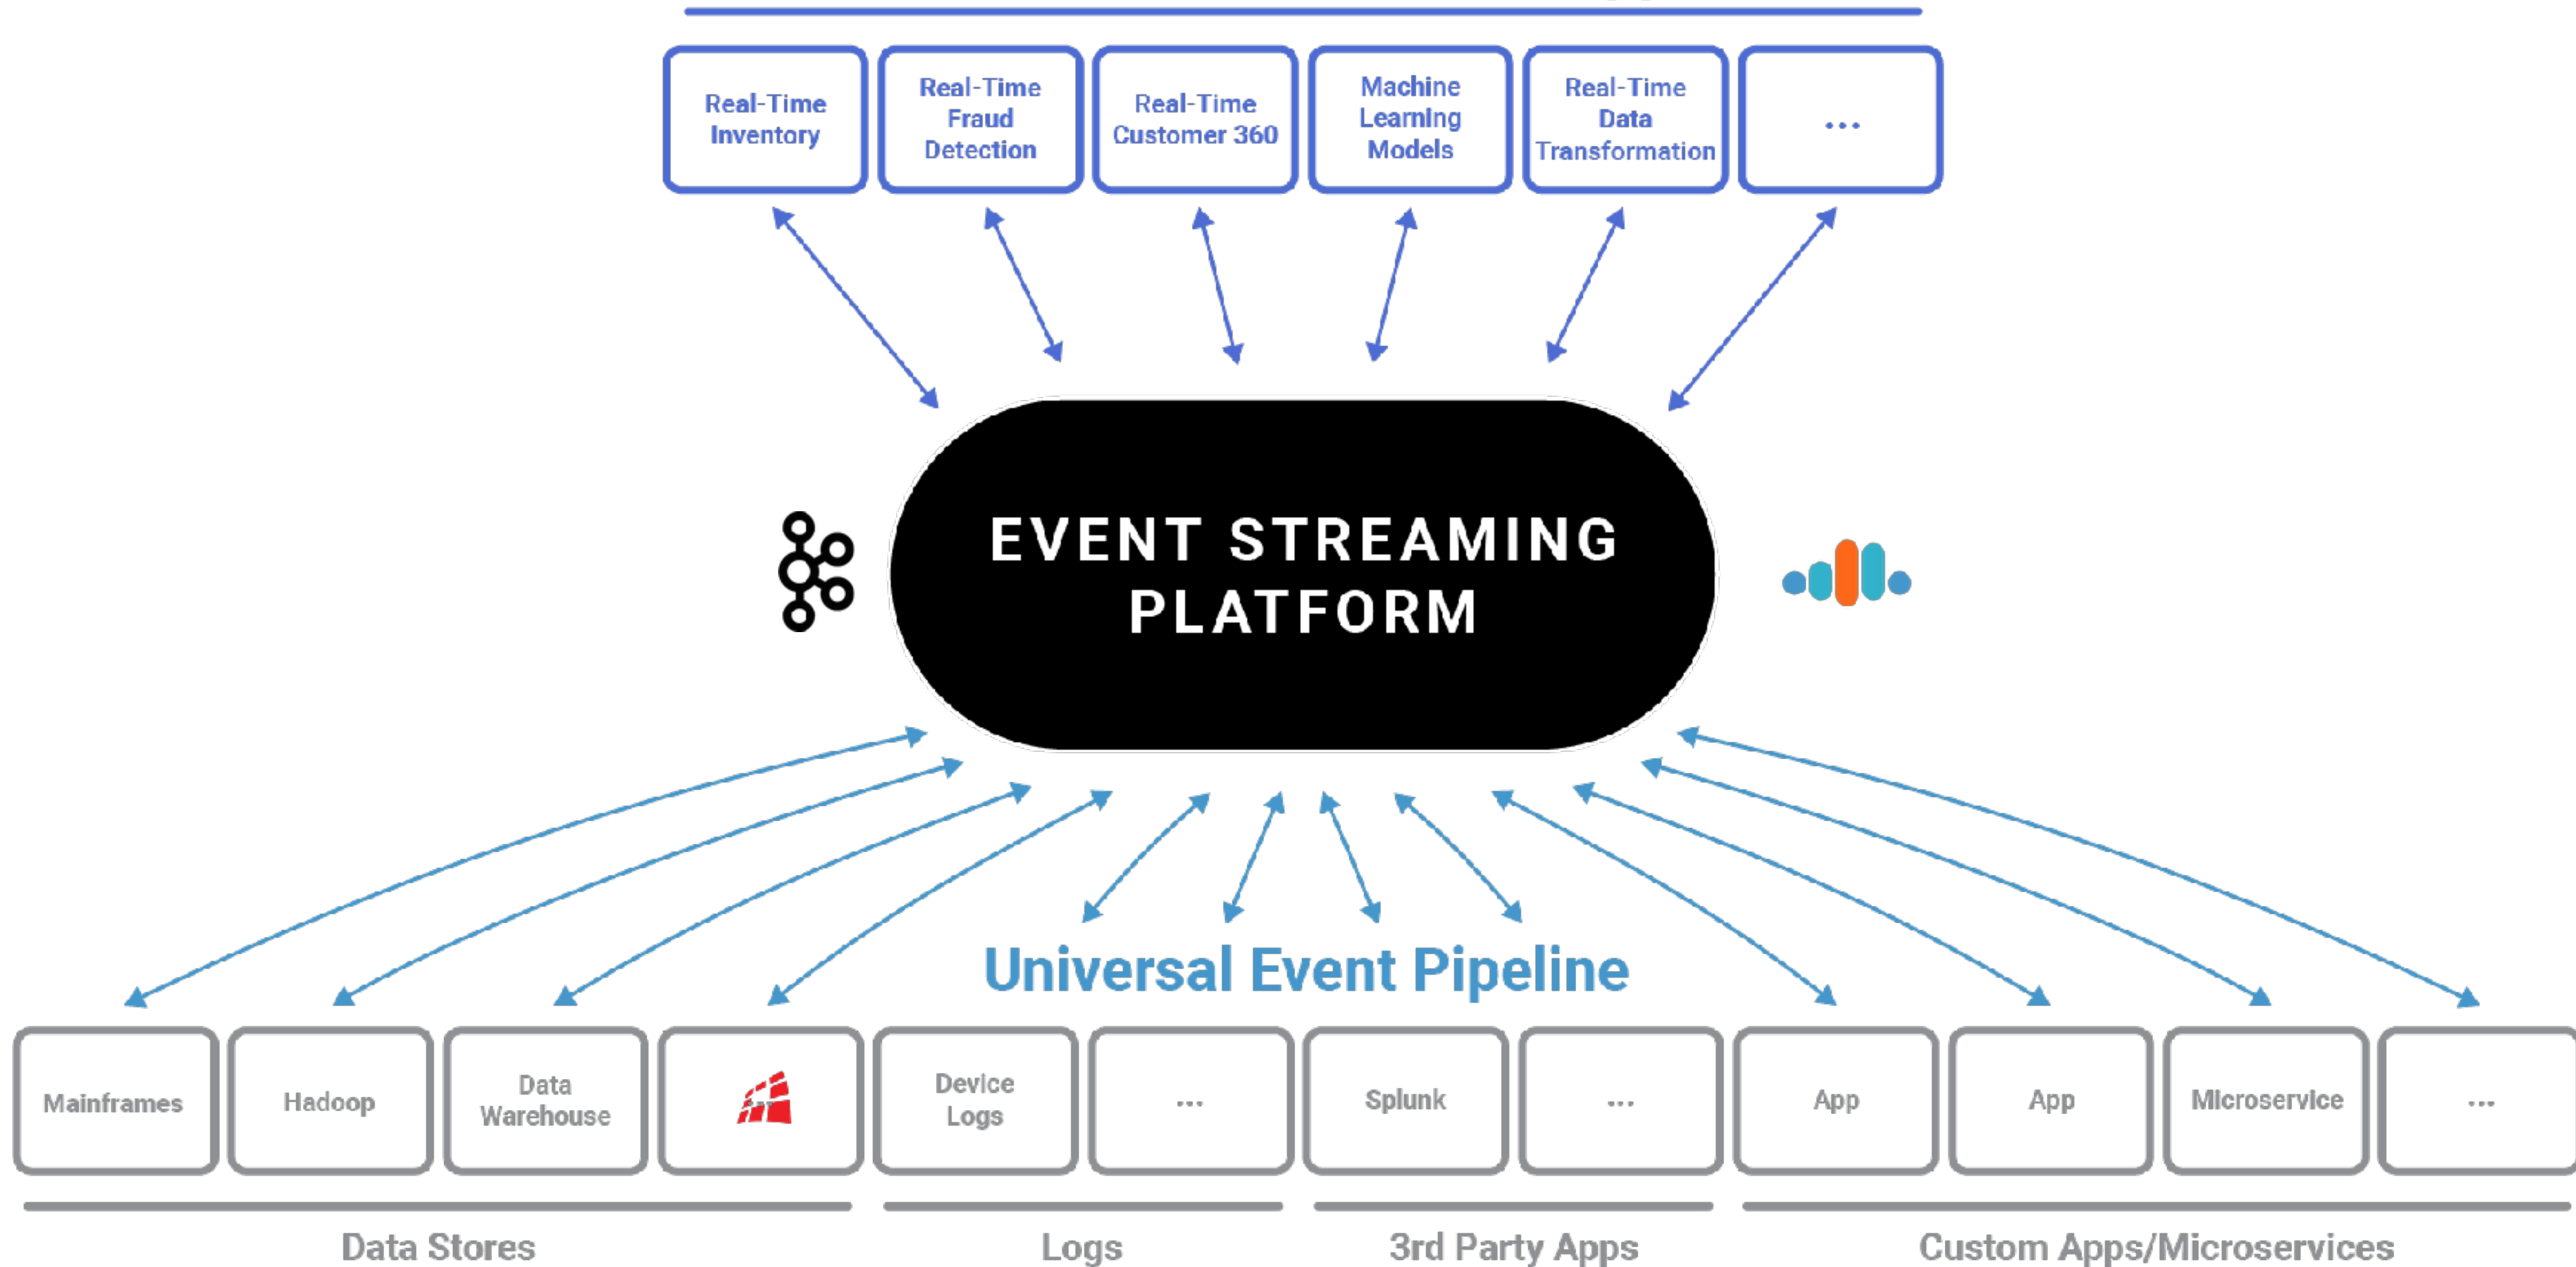 Real-Time
Inventory
Real-Time
Fraud
Detection
Real-Time
Customer 360
Machine
Learning
Models
Real-Time
Data
Transformation
...
EVENT STREAMING
PLATFORM
Universal Event Pipeline
Mainframes
Hadoop
Data
Warehouse
Device
Logs
...
Splunk
...
App
App
Microservice
...
Data Stores
Logs
3rd Party Apps
Custom Apps/Microservices